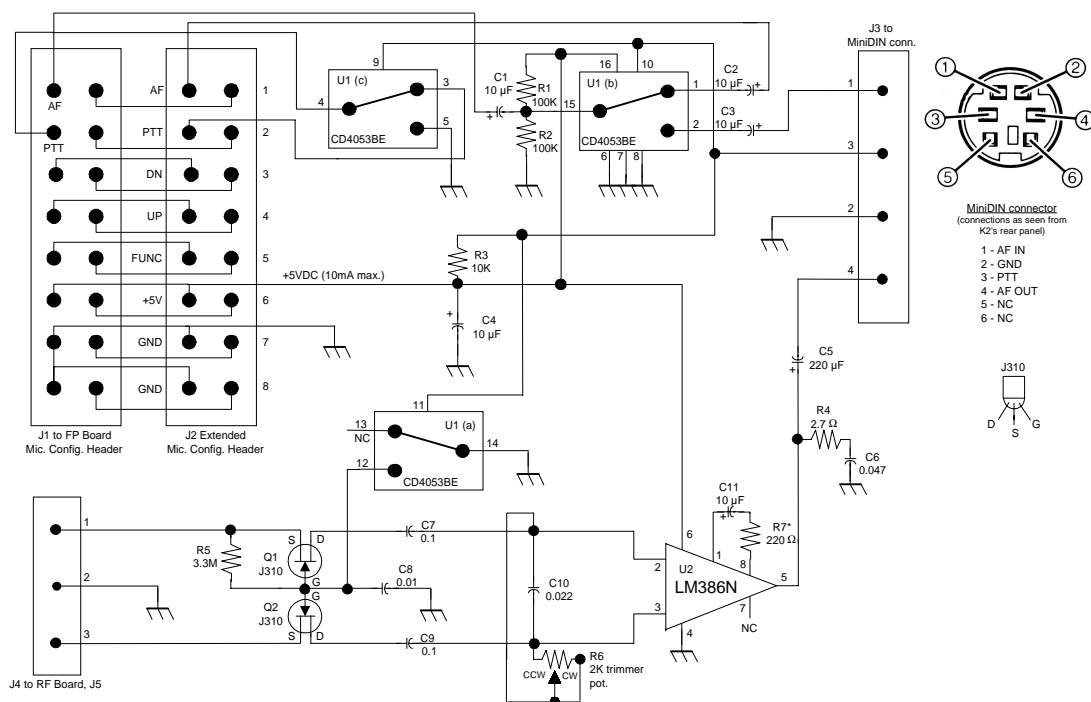 J3 to
MiniDIN conn.
9
16
10
C2
10 µF
1
2
AF
AF
1
4
U1 (c)
3
C1
1 µF
R1
100K
U1 (b)
1
1
15
C3
10 µF
3
4
PTT
PTT
2
5
R2
100K
2
CD4053BE
CD4053BE
6
7
8
3
DN
3
5
6
UP
4
2
MiniDIN connector
(connections as seen from
K2's rear panel)
FUNC
5
R3
10K
1 - AF IN
2 - GND
3 - PTT
4 - AF OUT
5 - NC
6 - NC
+5VDC (10mA max.)
4
+5V
6
+
C4
10 µF
GND
7
C5
220 µF
+
J310
GND
8
D
S
G
J1 to FP Board
Mic. Config. Header
J2 Extended
Mic. Config. Header
11
13
NC
U1 (a)
14
12
CD4053BE
R4
2.7 Ω
C6
0.047
C11
10 µF
+
R7*
220 Ω
1
S
D
C7
0.1
6
1
8
R5
3.3M
Q1
J310
G
C8
0.01
C10
0.022
2
U2
LM386N
5
2
Q2
J310
G
3
7
NC
3
S
D
C9
0.1
4
R6
2K trimmer
pot.
CCW
CW
J4 to RF Board, J5